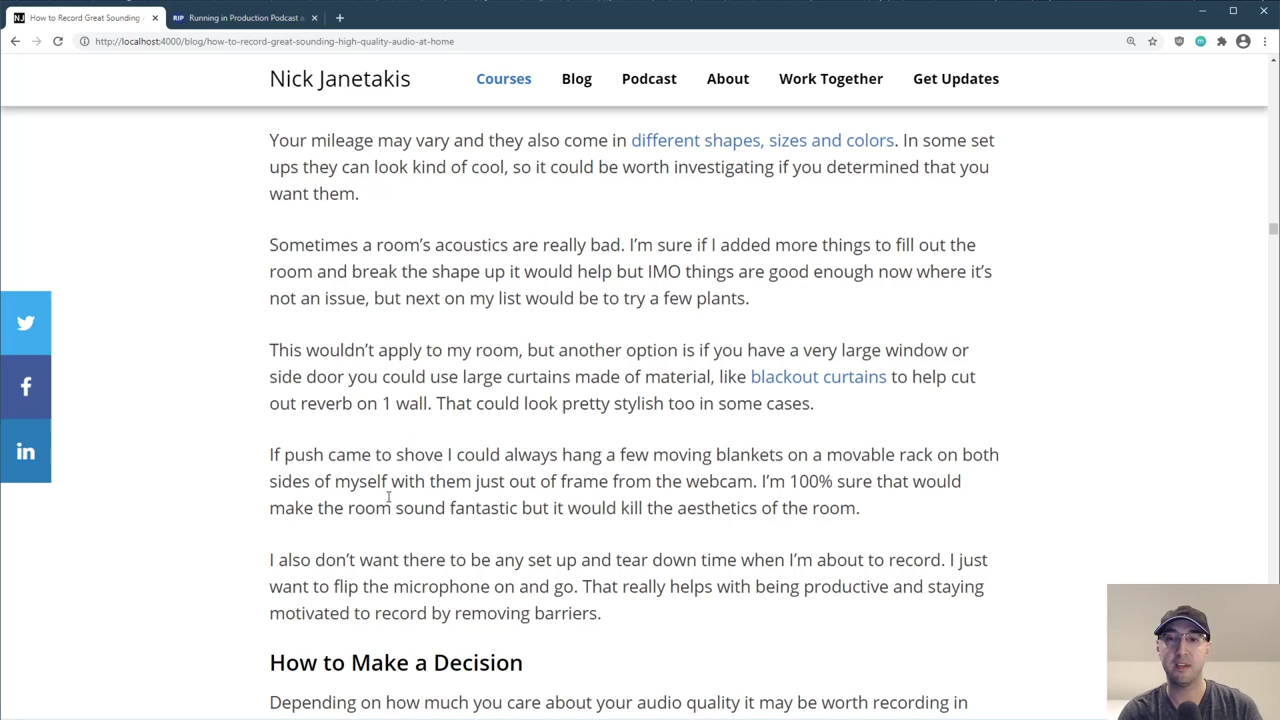 How to Record Great Sounding
Running in Production Podcast a
http://localhost:4000/blog/how-to-record-great-sounding-high-quality-audio-at-home
Nick Janetakis
Courses
Blog
Podcast
About
Work Together
Get Updates
Your mileage may vary and they also come in different shapes, sizes and colors. In some set
ups they can look kind of cool, so it could be worth investigating if you determined that you
want them.
Sometimes a room’s acoustics are really bad. I’m sure if I added more things to fill out the
room and break the shape up it would help but IMO things are good enough now where it’s
not an issue, but next on my list would be to try a few plants.
This wouldn’t apply to my room, but another option is if you have a very large window or
side door you could use large curtains made of material, like blackout curtains to help cut
out reverb on 1 wall. That could look pretty stylish too in some cases.
If push came to shove I could always hang a few moving blankets on a movable rack on both
sides of myself with them just out of frame from the webcam. I’m 100% sure that would
make the room sound fantastic but it would kill the aesthetics of the room.
I also don’t want there to be any set up and tear down time when I’m about to record. I just
want to flip the microphone on and go. That really helps with being productive and staying
motivated to record by removing barriers.
How to Make a Decision
Depending on how much you care about your audio quality it may be worth recording in